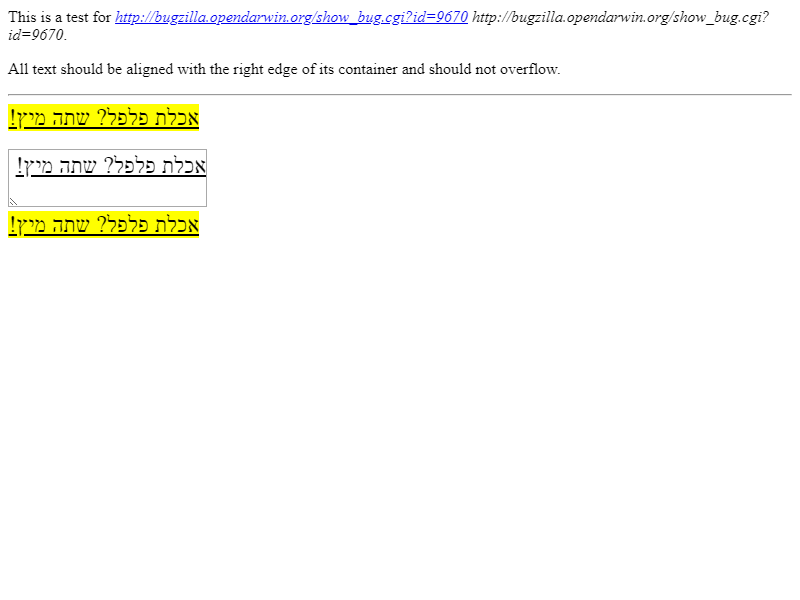 This is a test for http://bugzilla.opendarwin.org/show_bug.cgi?id=9670 http://bugzilla.opendarwin.org/show_bug.cgi?
id=9670.
All text should be aligned with the right edge of its container and should not overflow.
אכלת פלפל? שתה מיץ!
אכלת פלפל? שתה מיץ!
אכלת פלפל? שתה מיץ!